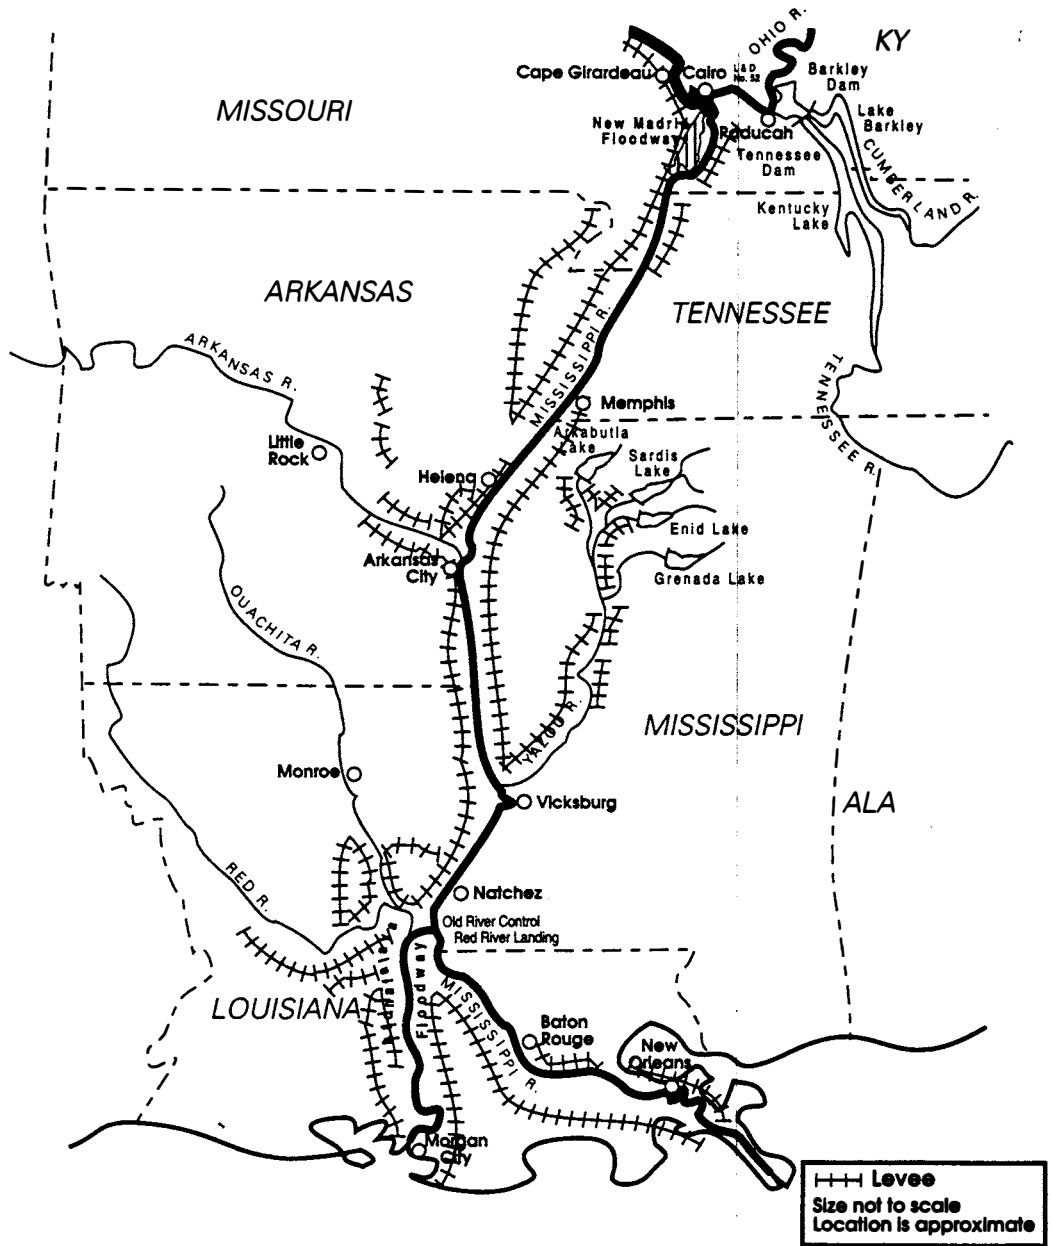 OHIO R.
KY
Cape Girardeau
Cairo
L&D
No. 52
Barkley
Dam
MISSOURI
New Madri
Floodway
Paducah
Lake
Barkley
Tennessee
Dam
CUMBERLAND R.
Kentucky
Lake
ARKANSAS
TENNESSEE
MISSISSIPPI R.
ARKANSAS R.
TENNESSEE R.
Memphis
Little
Rock
Arkabutla
Lake
Sardis
Lake
Helena
Enid Lake
Arkansas
City
Grenada Lake
OUACHITA R.
YAZOO R.
MISSISSIPPI
Monroe
Vicksburg
ALA
RED R.
Natchez
Old River Control
Red River Landing
Atchafalaya
Floodway
LOUISIANA
MISSISSIPPI R.
Baton
Rouge
New
Orleans
Morgan
City
Levee
Size not to scale
Location is approximate